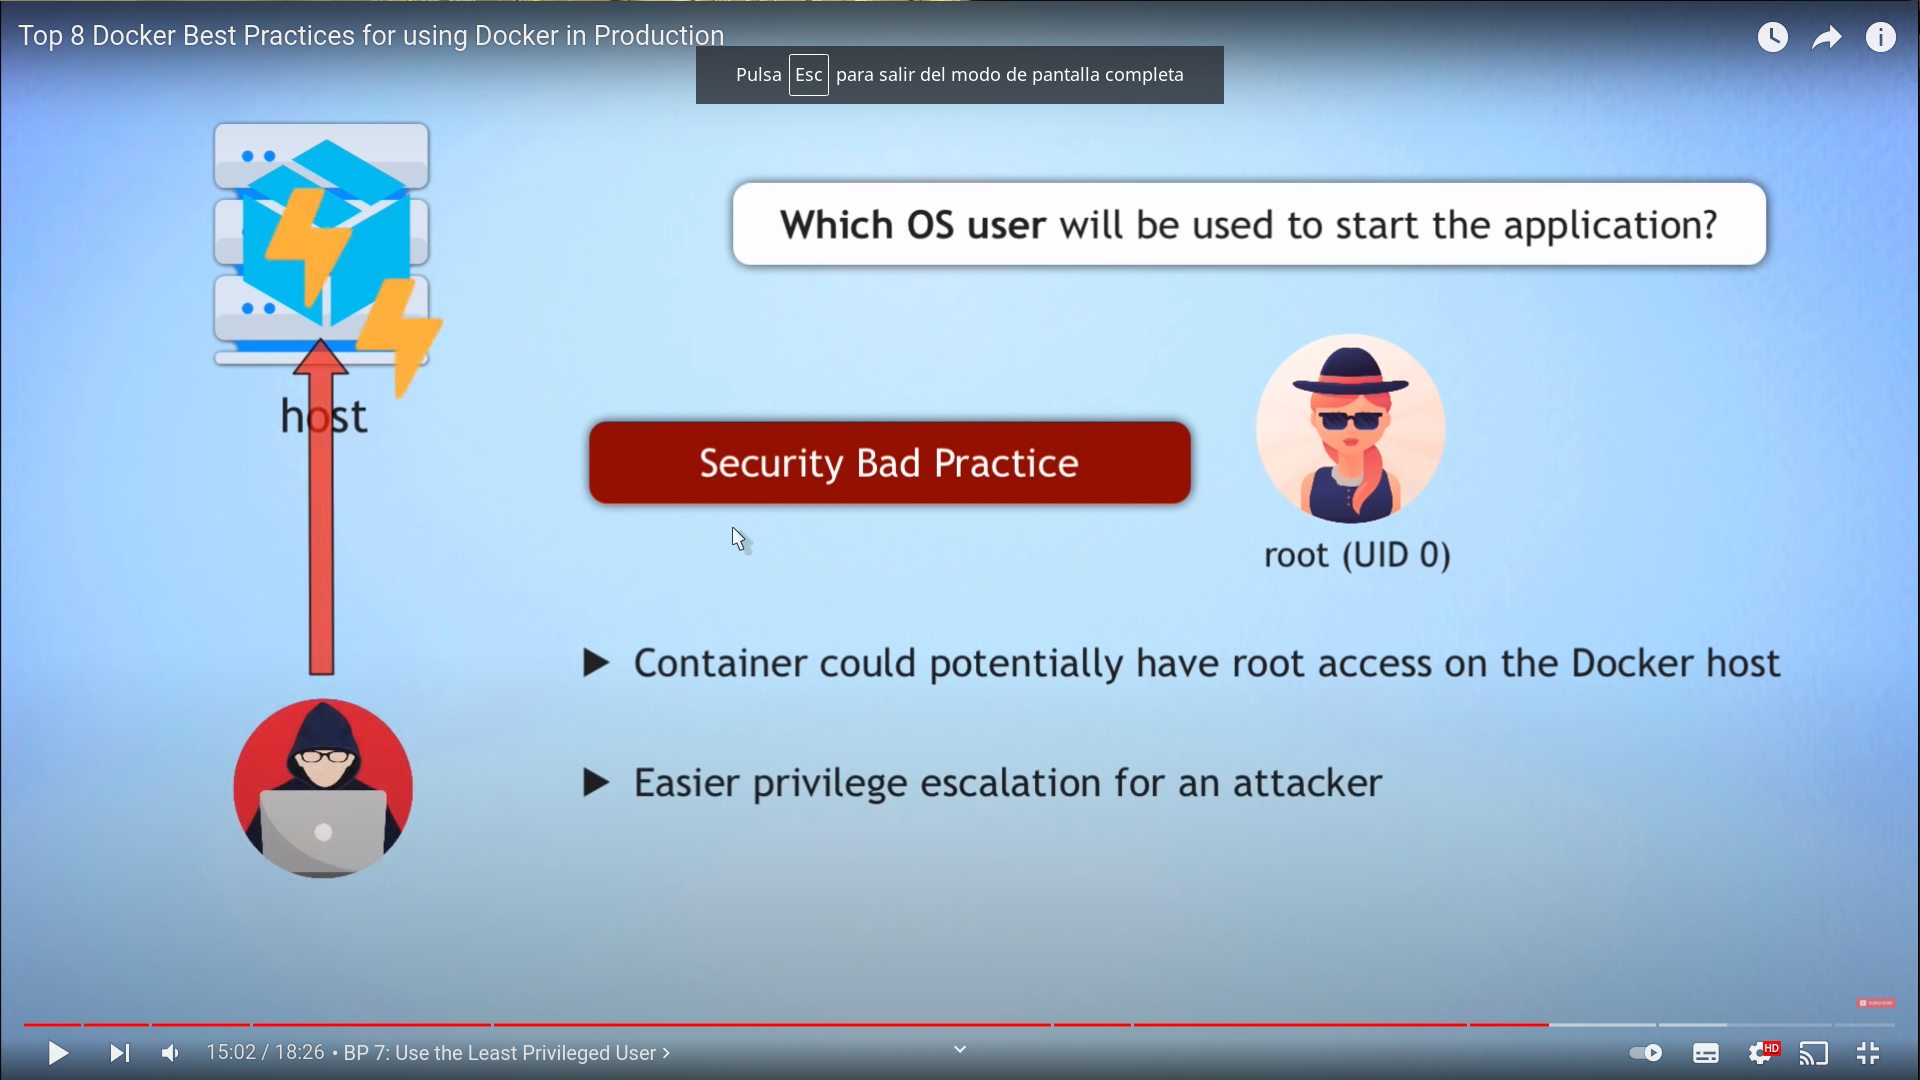 Top 8 Docker Best Practices for using Docker in Production
Pulsa Esc para salir del modo de pantalla completa
Which OS user will be used to start the application?
host
Security Bad Practice
root (UID 0)
▶ Container could potentially have root access on the Docker host
▶ Easier privilege escalation for an attacker
SUBSCRIBE
15:02 / 18:26 • BP 7: Use the Least Privileged User >
HD